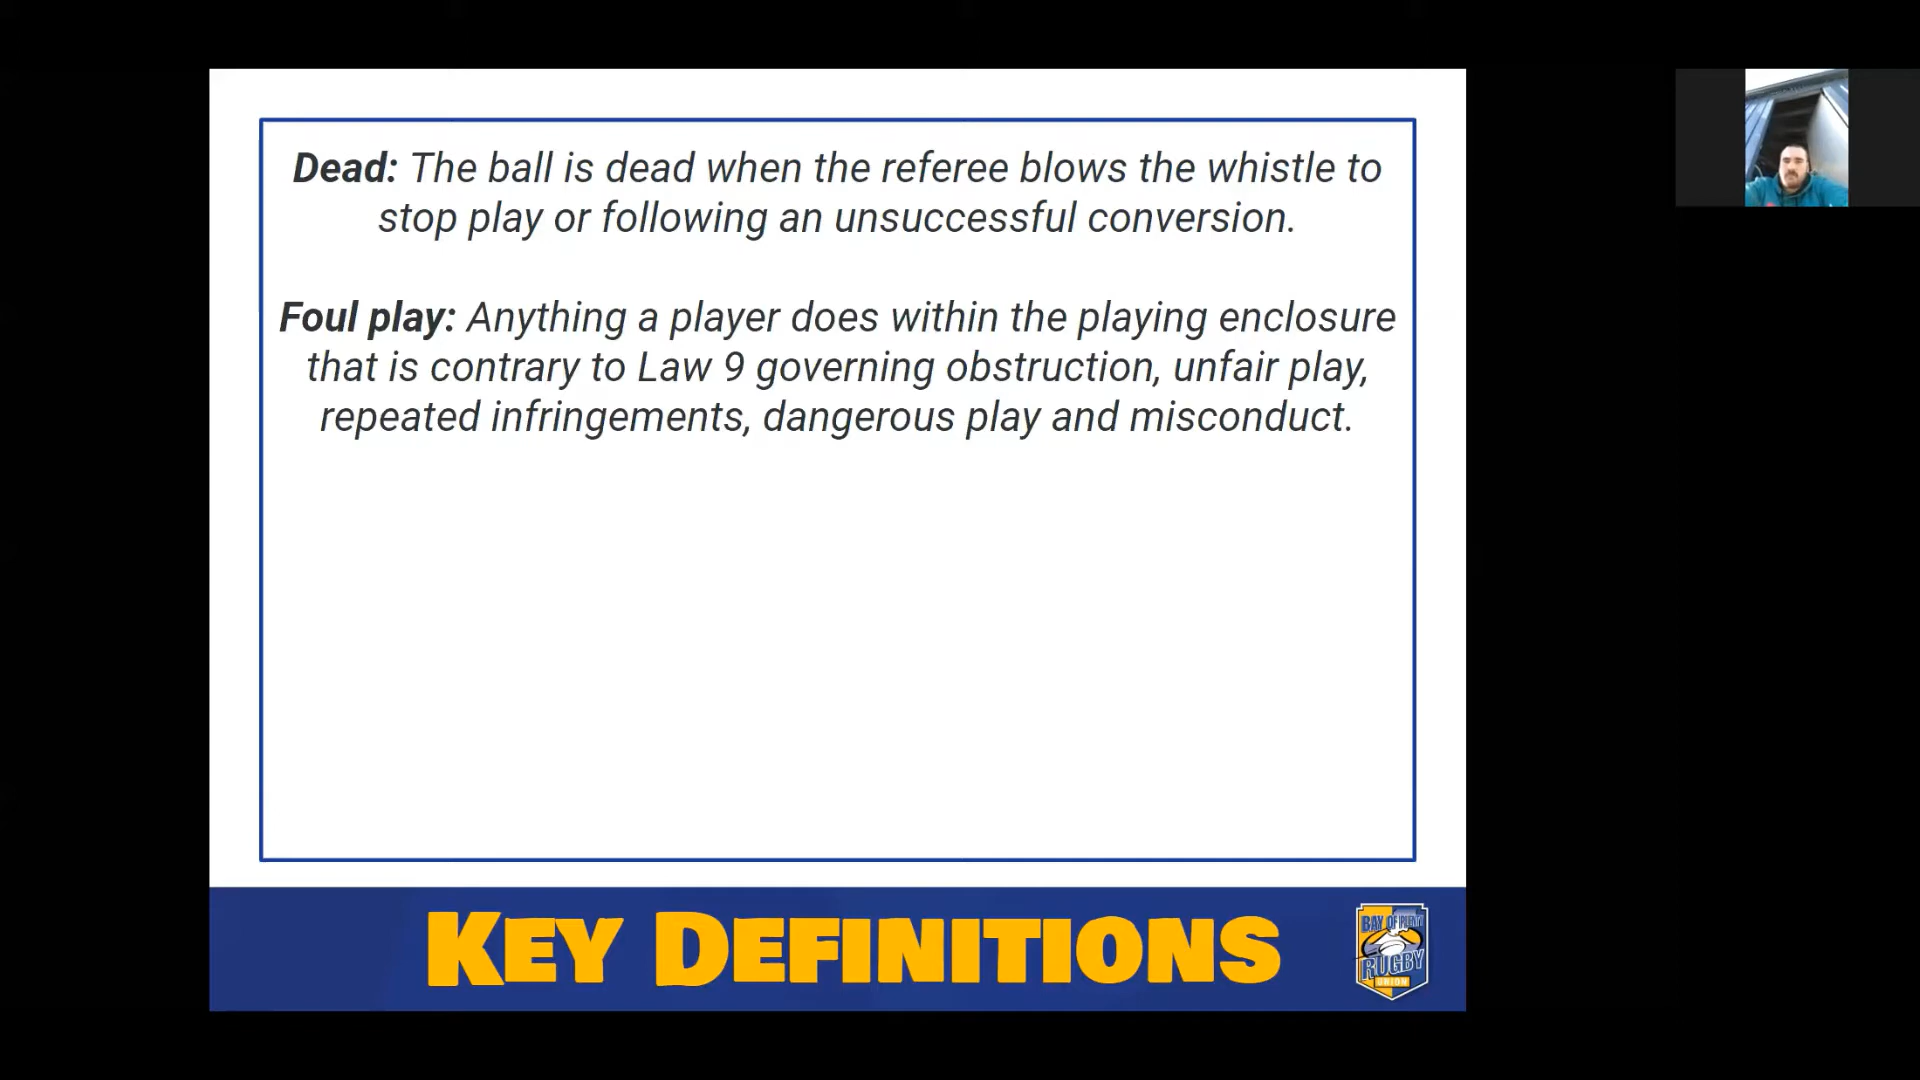 Dead: The ball is dead when the referee blows the whistle to
stop play or following an unsuccessful conversion.
Foul play: Anything a player does within the playing enclosure
that is contrary to Law 9 governing obstruction, unfair play,
repeated infringements, dangerous play and misconduct.
KEY DEFINITIONS
BAY OF PLENTY
RUGBY
UNION